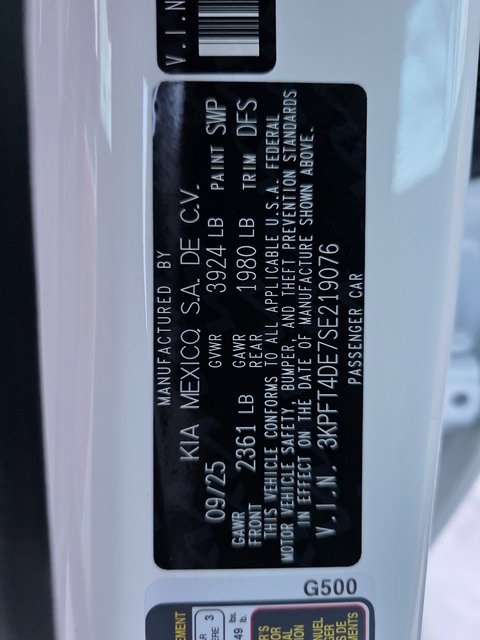 V.I.N
MANUFACTURED BY
KIA MEXICO, S.A. DE C.V.
09/25 GVWR 3924 LB PAINT SWP
GAWR FRONT 2361 LB GAWR REAR 1980 LB TRIM DFS
THIS VEHICLE CONFORMS TO ALL APPLICABLE U.S.A. FEDERAL
MOTOR VEHICLE SAFETY, BUMPER, AND THEFT PREVENTION STANDARDS
IN EFFECT ON THE DATE OF MANUFACTURE SHOWN ABOVE.
V.I.N. 3KPFT4DE7SE219076
PASSENGER CAR
G500